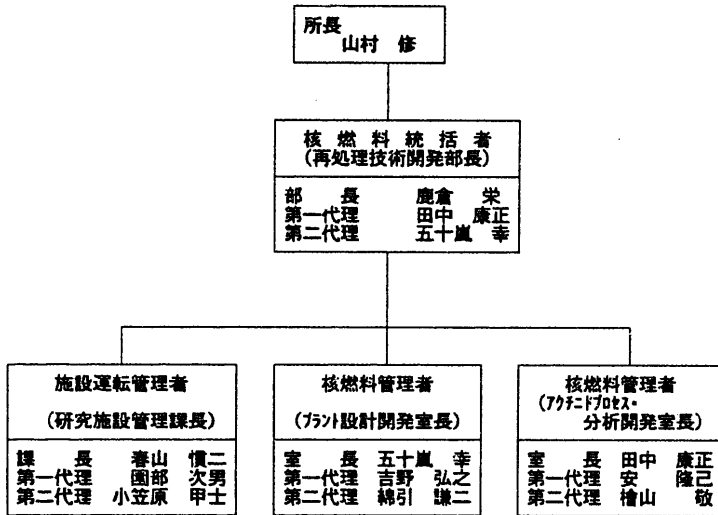 所長
山村 修
核燃料統括者
(再処理技術開発部長)
部 長 鹿倉 栄
第一代理 田中 康正
第二代理 五十嵐 幸
施設運転管理者
(研究施設管理課長)
課 長 春山 慎二
第一代理 園部 次男
第二代理 小笠原 甲士
核燃料管理者
(プラント設計開発室長)
室 長 五十嵐 幸
第一代理 吉野 弘之
第二代理 綿引 謙二
核燃料管理者
(アクチニドプロセス・
分析開発室長)
室 長 田中 康正
第一代理 安 隆己
第二代理 檜山 敬